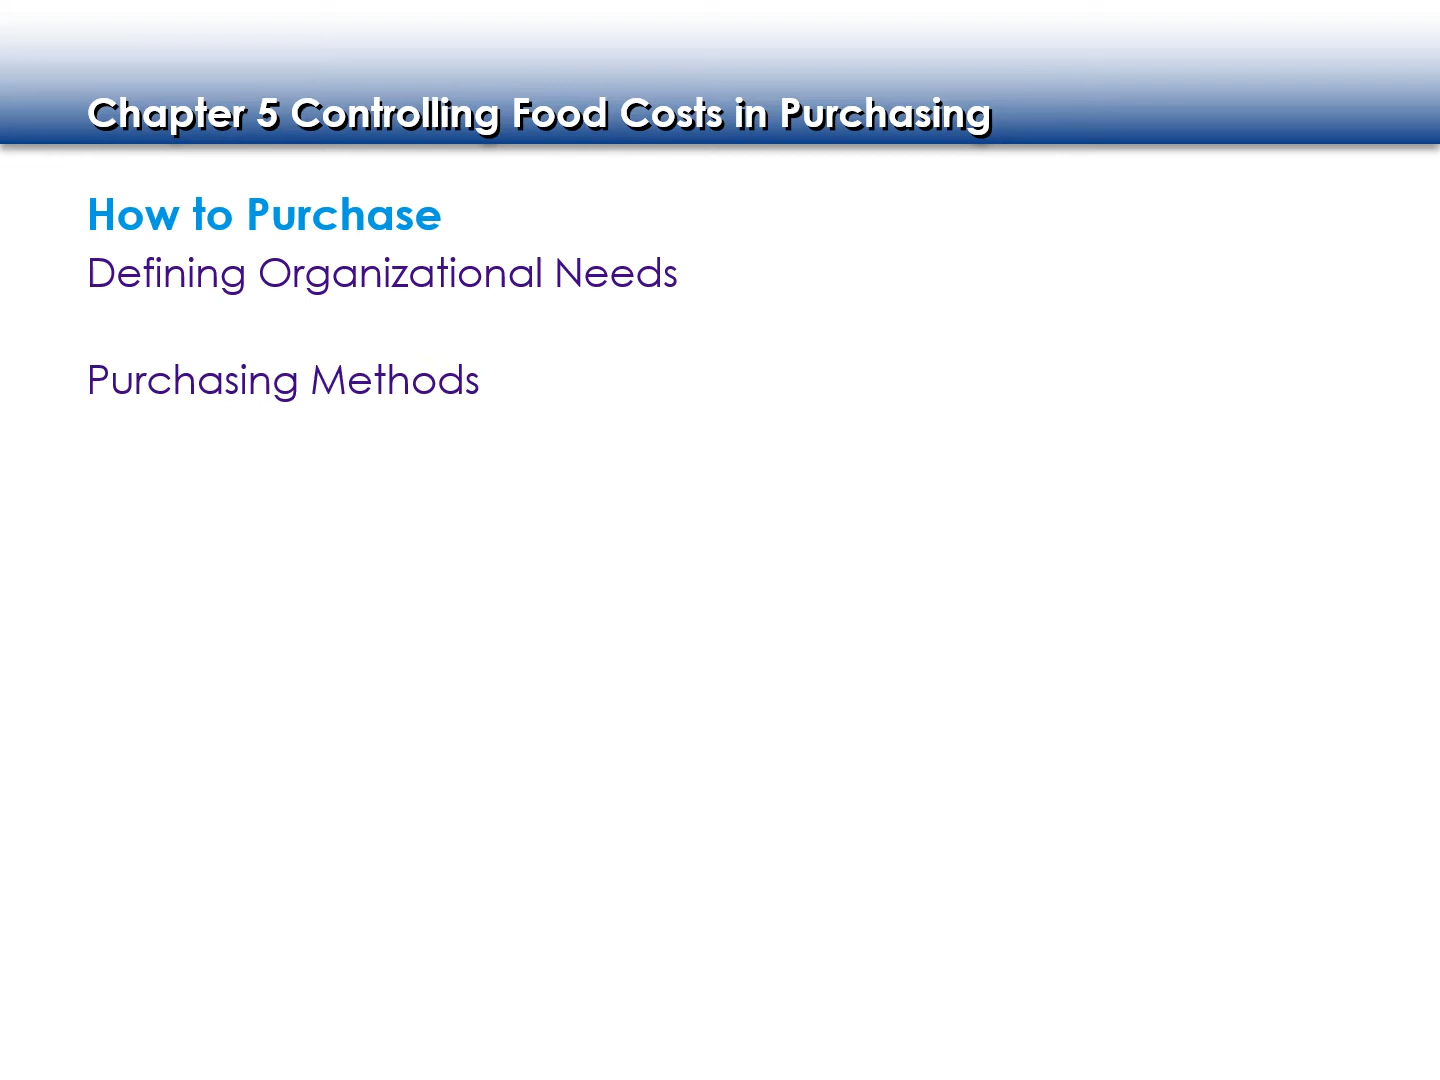 Chapter 5 Controlling Food Costs in Purchasing
How to Purchase
Defining Organizational Needs
Purchasing Methods